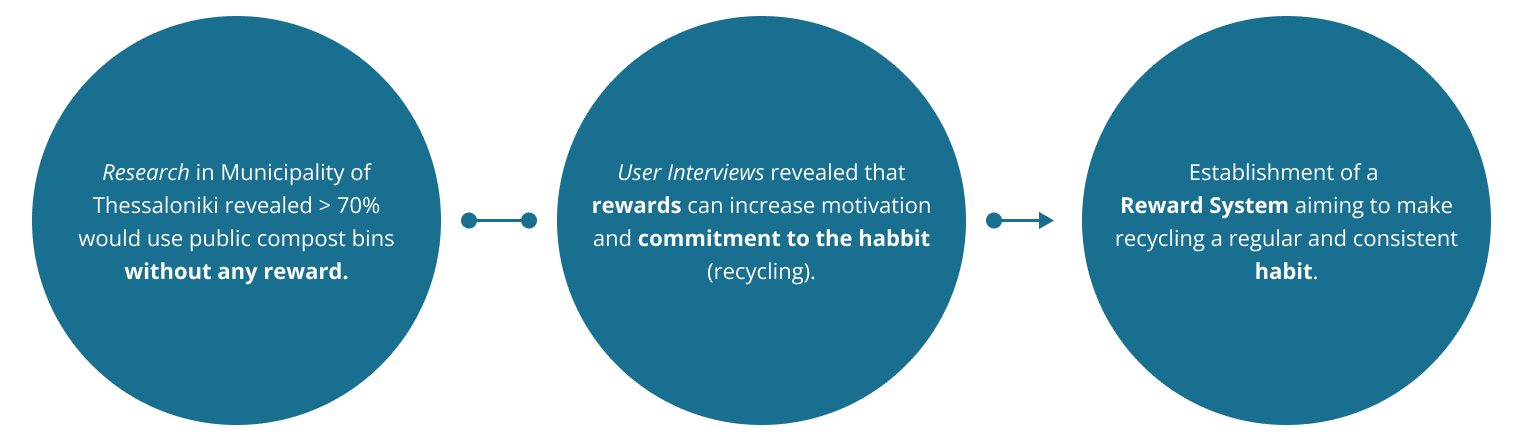 Research in Municipality of
Thessaloniki revealed > 70%
would use public compost bins
without any reward.
User Interviews revealed that
rewards can increase motivation
and commitment to the habbit
(recycling).
Establishment of a
Reward System aiming to make
recycling a regular and consistent
habit.